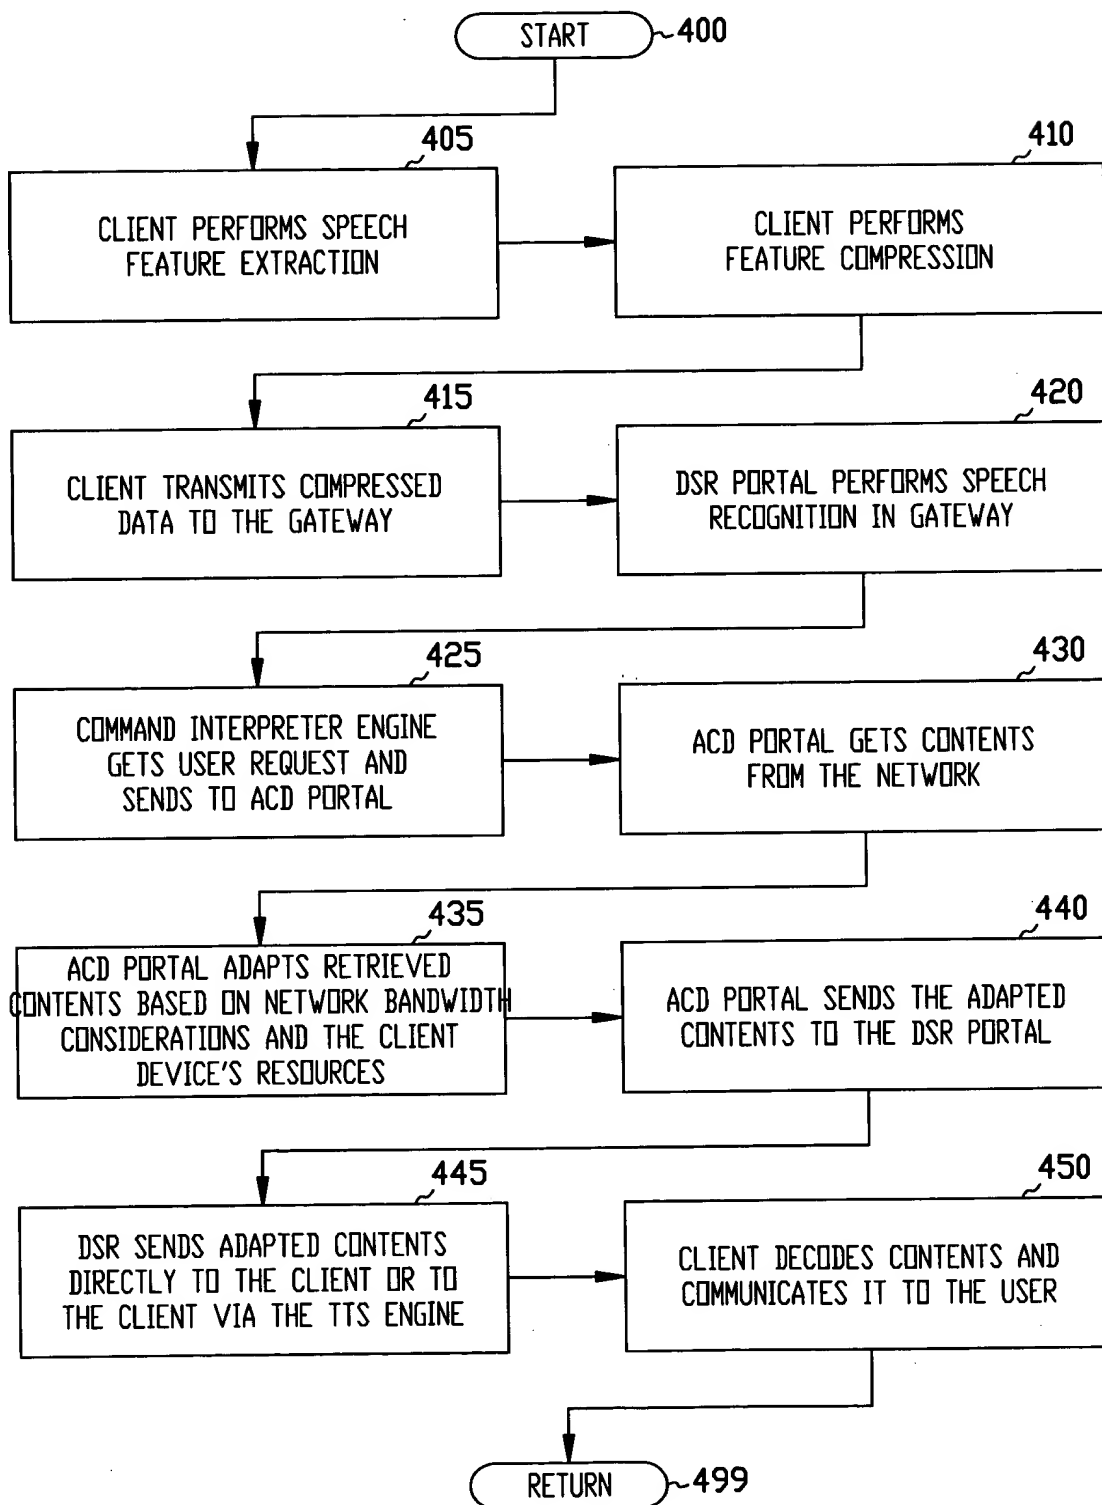 START
400
405
CLIENT PERFORMS SPEECH
FEATURE EXTRACTION
410
CLIENT PERFORMS
FEATURE COMPRESSION
415
CLIENT TRANSMITS COMPRESSED
DATA TO THE GATEWAY
420
DSR PORTAL PERFORMS SPEECH
RECOGNITION IN GATEWAY
425
COMMAND INTERPRETER ENGINE
GETS USER REQUEST AND
SENDS TO ACD PORTAL
430
ACD PORTAL GETS CONTENTS
FROM THE NETWORK
435
ACD PORTAL ADAPTS RETRIEVED
CONTENTS BASED ON NETWORK BANDWIDTH
CONSIDERATIONS AND THE CLIENT
DEVICE'S RESOURCES
440
ACD PORTAL SENDS THE ADAPTED
CONTENTS TO THE DSR PORTAL
445
DSR SENDS ADAPTED CONTENTS
DIRECTLY TO THE CLIENT OR TO
THE CLIENT VIA THE TTS ENGINE
450
CLIENT DECODES CONTENTS AND
COMMUNICATES IT TO THE USER
RETURN
499